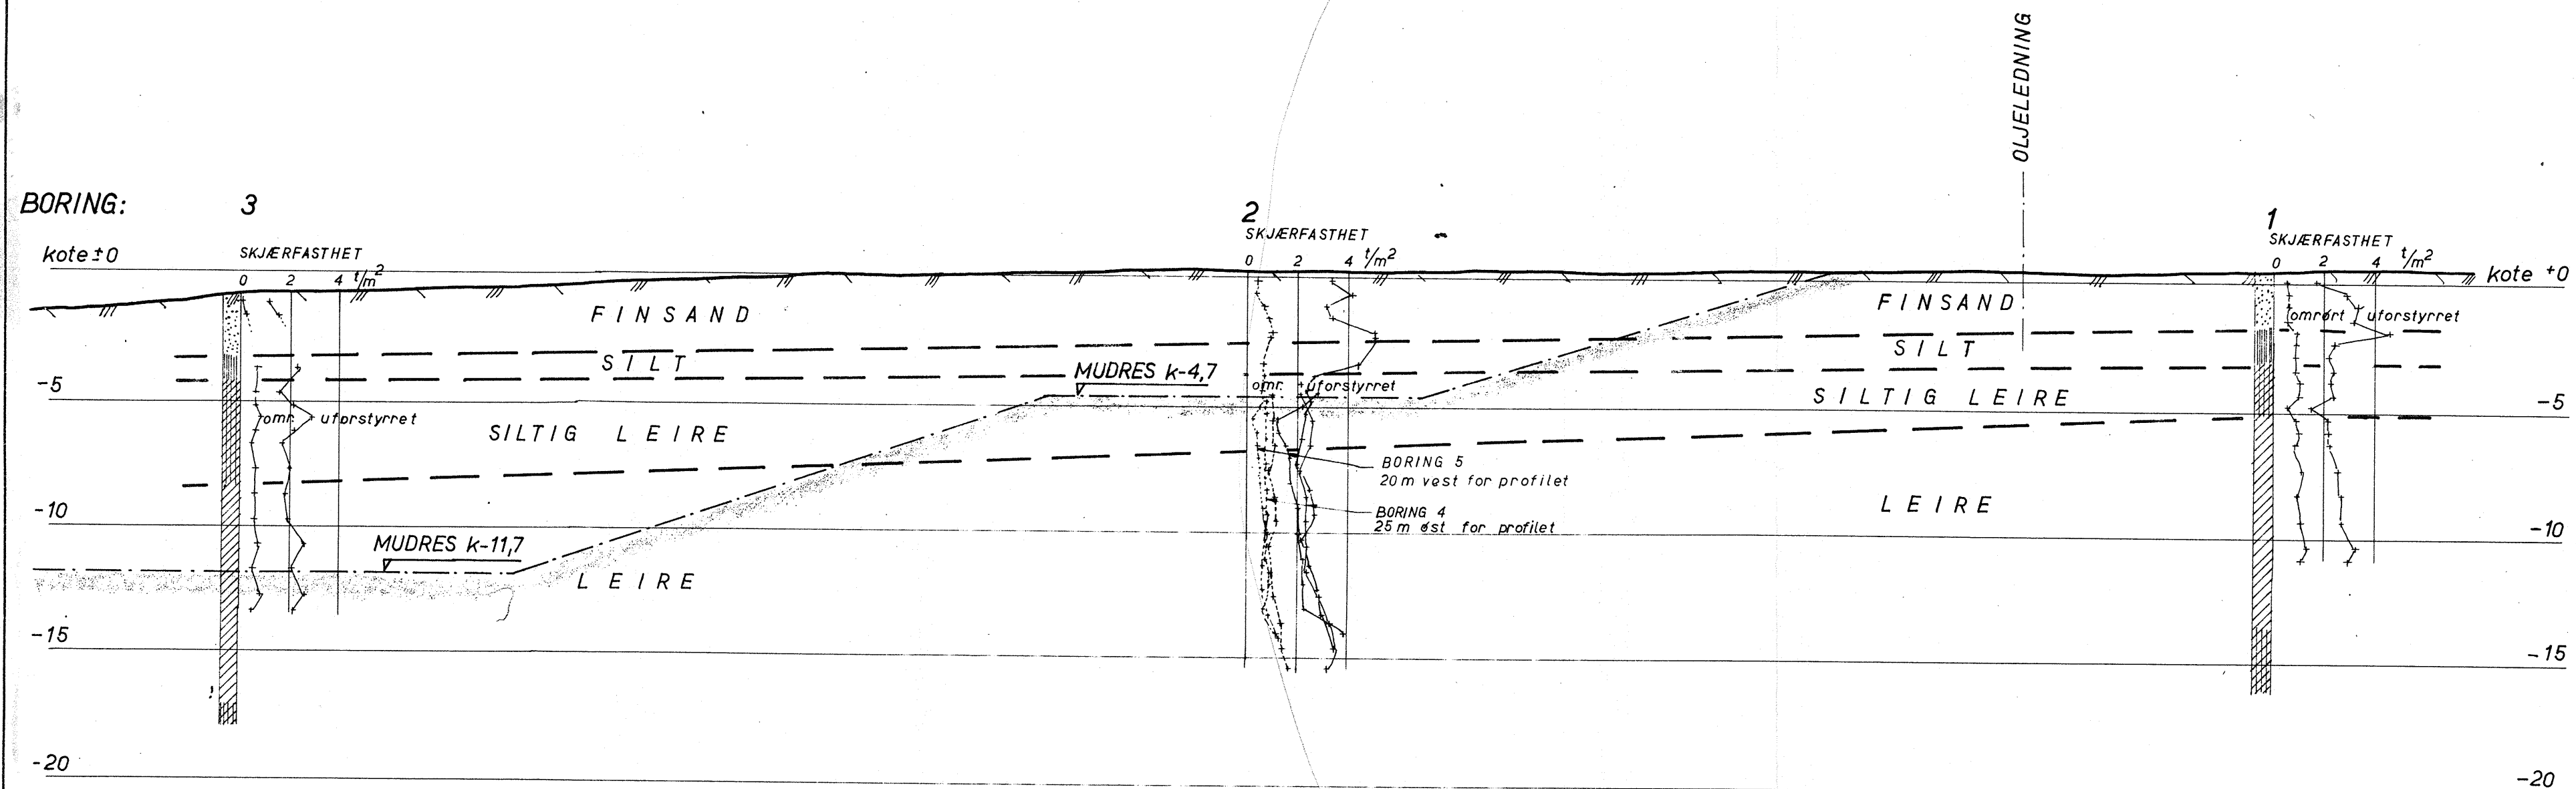 OLJELEDNING
BORING:
3
2
1
kote ±0
SKJÆRFASTHET
0 2 4 t/m²
SKJÆRFASTHET
0 2 4 t/m²
SKJÆRFASTHET
0 2 4 t/m²
kote ±0
FINSAND
FINSAND
omrørt
uforstyrret
SILT
SILT
-5
MUDRES k-4,7
omr.
uforstyrret
SILTIG LEIRE
-5
omr.
uforstyrret
SILTIG LEIRE
BORING 5
20 m vest for profilet
-10
BORING 4
25 m øst for profilet
LEIRE
-10
MUDRES k-11,7
LEIRE
-15
-15
-20
-20